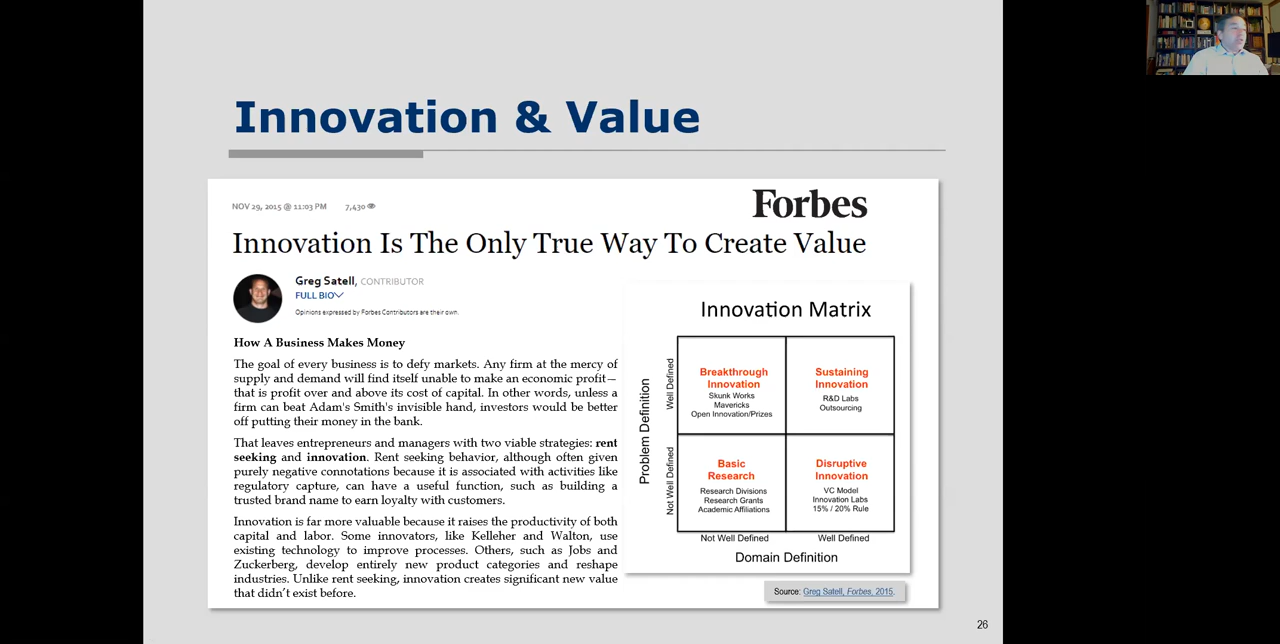 Innovation & Value
NOV 29, 2015 @ 11:03 PM 7,430
Forbes
Innovation Is The Only True Way To Create Value
Greg Satell, CONTRIBUTOR
FULL BIO
Opinions expressed by Forbes Contributors are their own.
How A Business Makes Money
The goal of every business is to defy markets. Any firm at the mercy of
supply and demand will find itself unable to make an economic profit—
that is profit over and above its cost of capital. In other words, unless a
firm can beat Adam's Smith's invisible hand, investors would be better
off putting their money in the bank.
That leaves entrepreneurs and managers with two viable strategies: rent
seeking and innovation. Rent seeking behavior, although often given
purely negative connotations because it is associated with activities like
regulatory capture, can have a useful function, such as building a
trusted brand name to earn loyalty with customers.
Innovation is far more valuable because it raises the productivity of both
capital and labor. Some innovators, like Kelleher and Walton, use
existing technology to improve processes. Others, such as Jobs and
Zuckerberg, develop entirely new product categories and reshape
industries. Unlike rent seeking, innovation creates significant new value
that didn't exist before.
Innovation Matrix
Problem Definition
Well Defined
Not Well Defined
Breakthrough
Innovation
Skunk Works
Mavericks
Open Innovation/Prizes
Sustaining
Innovation
R&D Labs
Outsourcing
Basic
Research
Research Divisions
Research Grants
Academic Affiliations
Disruptive
Innovation
VC Model
Innovation Labs
15% / 20% Rule
Not Well Defined
Well Defined
Domain Definition
Source: Greg Satell, Forbes, 2015.
26